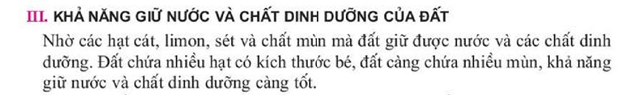 III. KHẢ NĂNG GIỮ NƯỚC VÀ CHẤT DINH DƯỠNG CỦA ĐẤT
Nhờ các hạt cát, limon, sét và chất mùn mà đất giữ được nước và các chất dinh
dưỡng. Đất chứa nhiều hạt có kích thước bé, đất càng chứa nhiều mùn, khả năng
giữ nước và chất dinh dưỡng càng tốt.